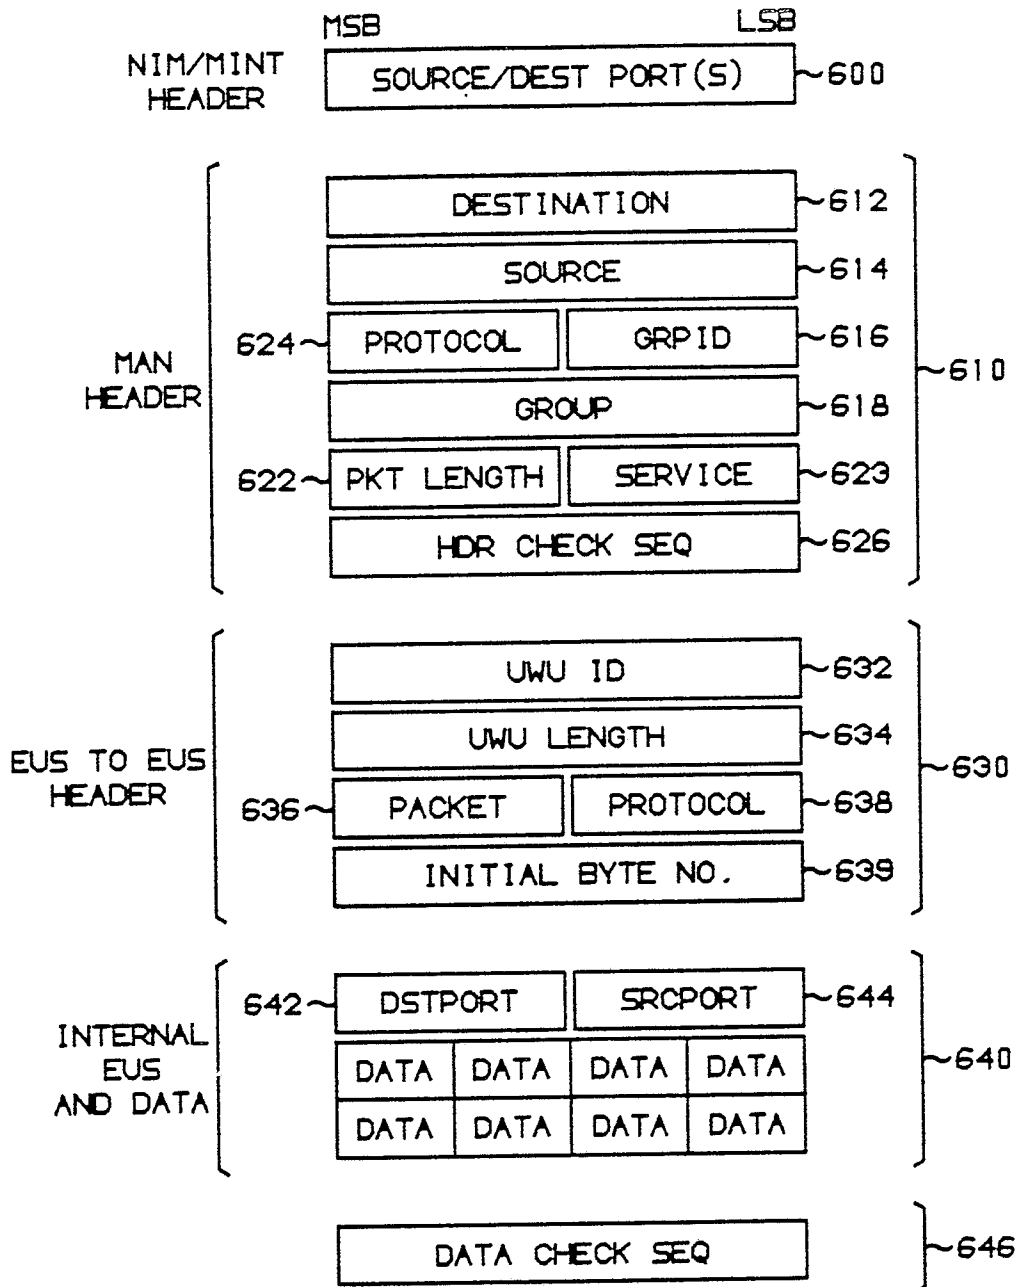 MSB LSB
NIM/MINT HEADER
SOURCE/DEST PORT(S) 600
DESTINATION 612
SOURCE 614
624 PROTOCOL GRPID 616
MAN HEADER
610
GROUP 618
622 PKT LENGTH SERVICE 623
HDR CHECK SEQ 626
UWU ID 632
UWU LENGTH 634
EUS TO EUS HEADER
630
636 PACKET PROTOCOL 638
INITIAL BYTE NO. 639
642 DSTPORT SRCPORT 644
INTERNAL EUS AND DATA
640
DATA DATA DATA DATA
DATA DATA DATA DATA
DATA CHECK SEQ 646